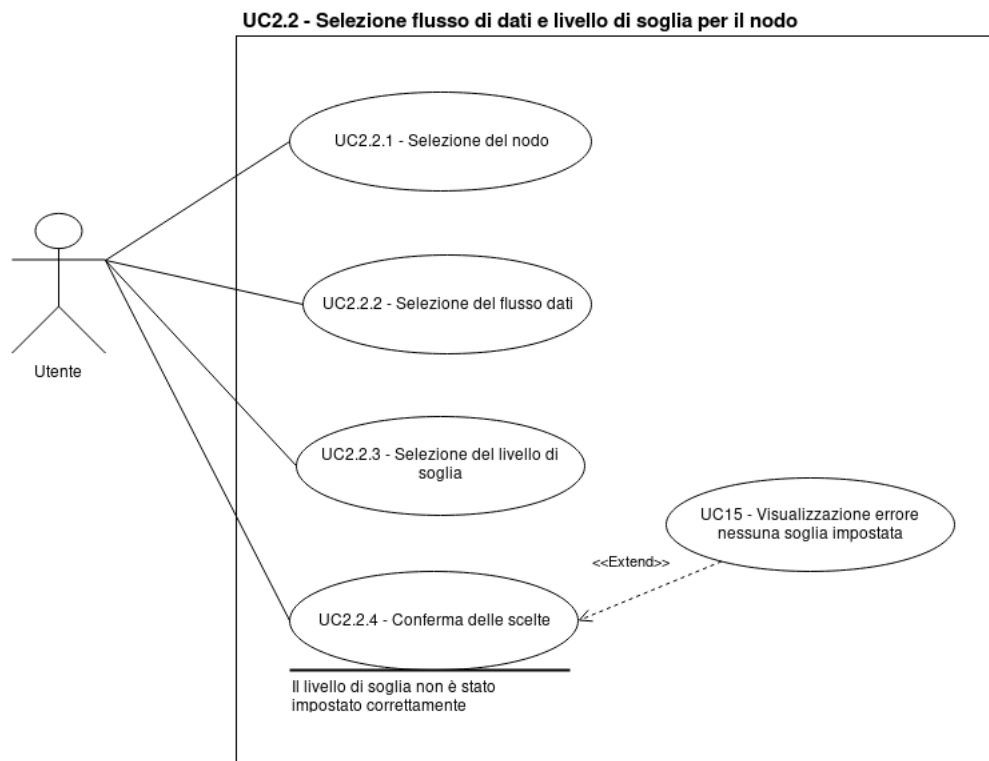 UC2.2 - Selezione flusso di dati e livello di soglia per il nodo
UC2.2.1 - Selezione del nodo
UC2.2.2 - Selezione del flusso dati
Utente
UC2.2.3 - Selezione del livello di
soglia
UC15 - Visualizzazione errore
nessuna soglia impostata
<<Extend>>
UC2.2.4 - Conferma delle scelte
Il livello di soglia non è stato
impostato correttamente